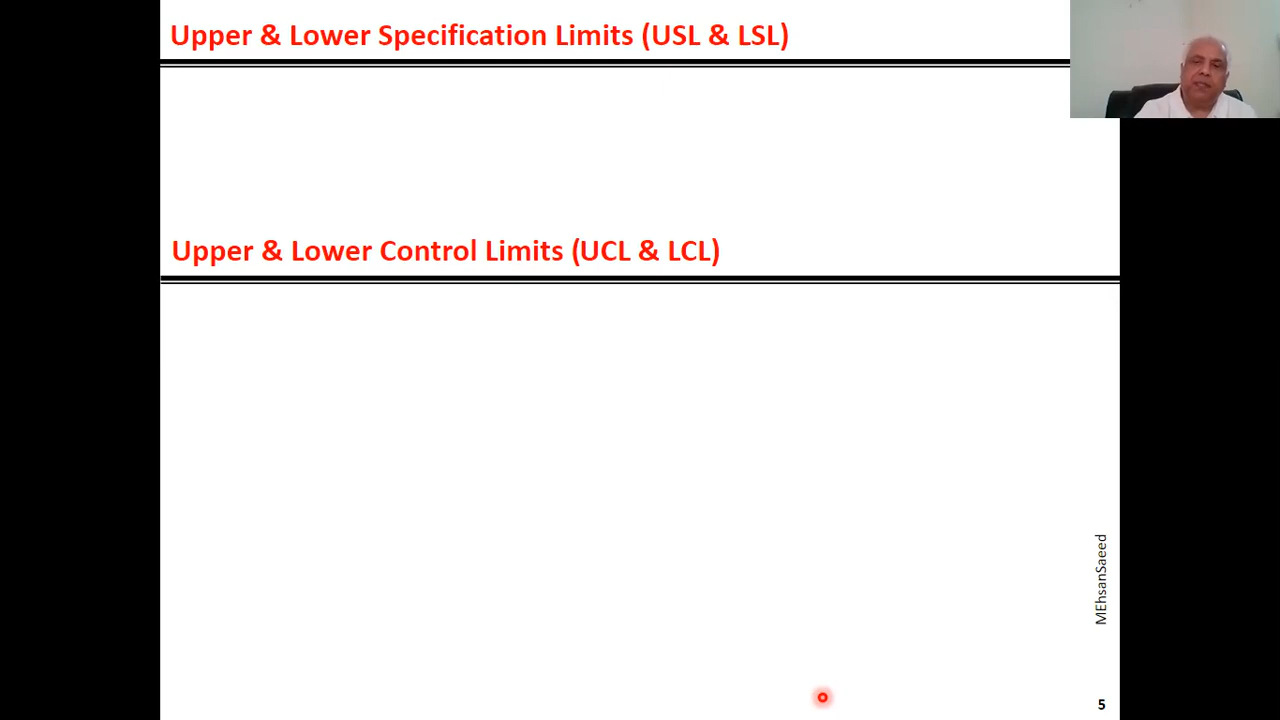 Upper & Lower Specification Limits (USL & LSL)
Upper & Lower Control Limits (UCL & LCL)
MEhsanSaeed
5